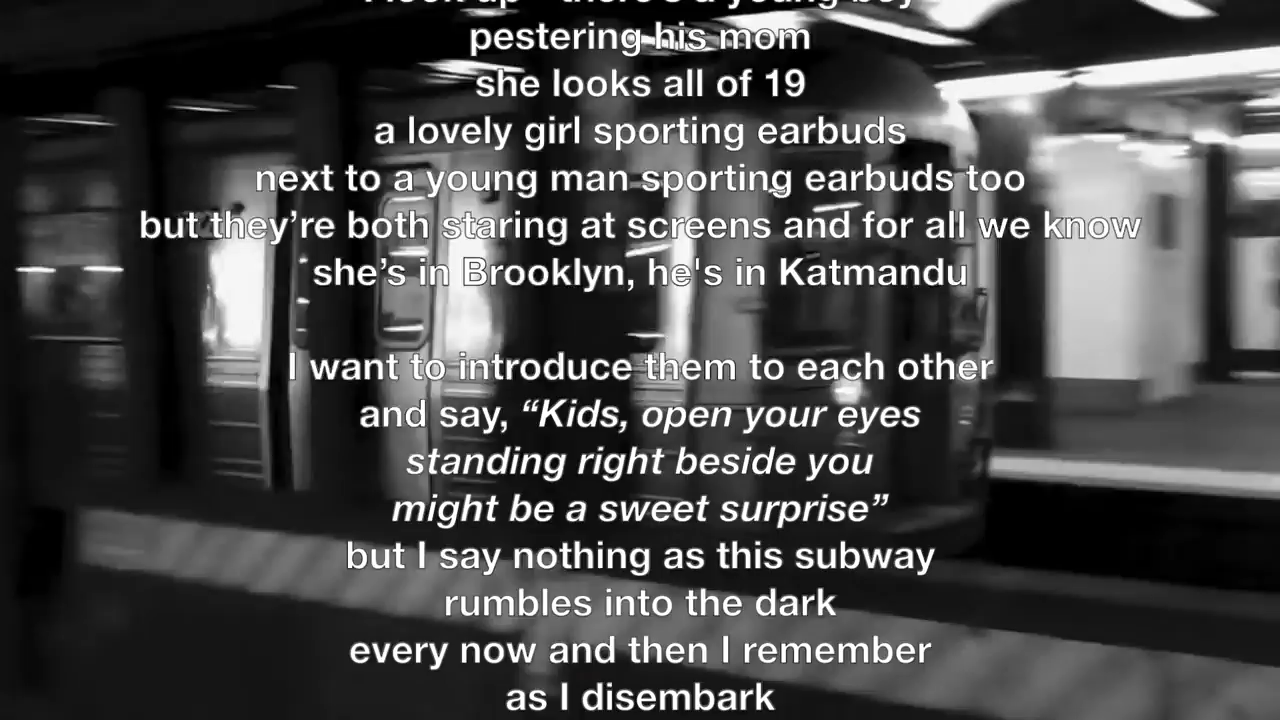 pestering his mom
she looks all of 19
a lovely girl sporting earbuds
next to a young man sporting earbuds too
but they’re both staring at screens and for all we know
she’s in Brooklyn, he's in Katmandu
I want to introduce them to each other
and say, “Kids, open your eyes
standing right beside you
might be a sweet surprise”
but I say nothing as this subway
rumbles into the dark
every now and then I remember
as I disembark